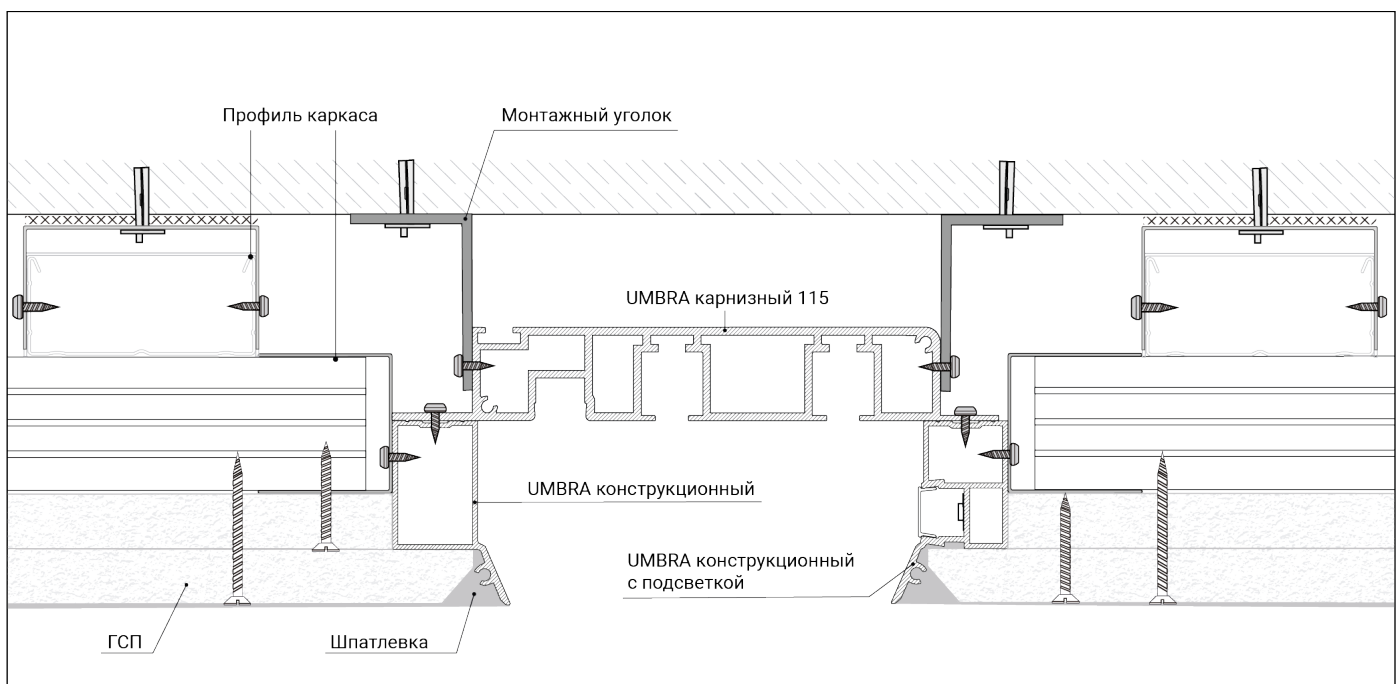 Профиль каркаса
Монтажный уголок
UMBRA карнизный 115
UMBRA конструкционный
UMBRA конструкционный
с подсветкой
ГСП
Шпатлевка